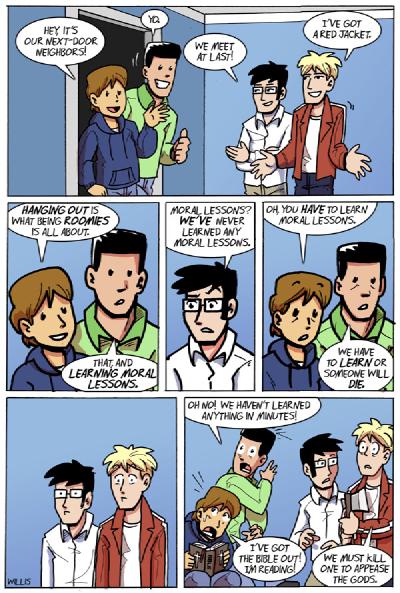 HEY, IT'S
OUR NEXT-DOOR
NEIGHBORS!
YO.
WE MEET
AT LAST!
I'VE GOT
A RED JACKET.
HANGING OUT IS
WHAT BEING ROOMIES
IS ALL ABOUT.
THAT, AND
LEARNING MORAL
LESSONS.
MORAL LESSONS?
WE'VE NEVER
LEARNED ANY
MORAL LESSONS.
OH, YOU HAVE TO LEARN
MORAL LESSONS.
WE HAVE
TO LEARN OR
SOMEONE WILL
DIE.
WILLIS
OH NO! WE HAVEN'T LEARNED
ANYTHING IN MINUTES!
I'VE GOT
THE BIBLE OUT!
I'M READING!
WE MUST KILL
ONE TO APPEASE
THE GODS.